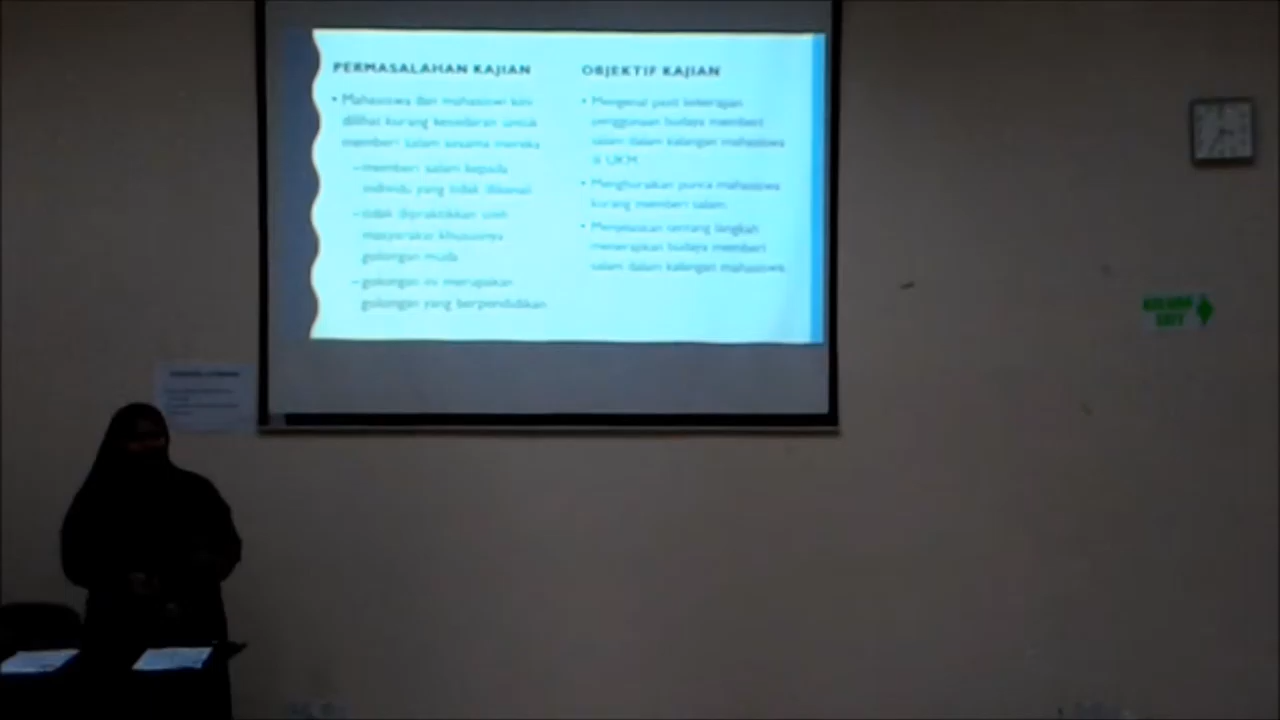 PERMASALAHAN KAJIAN
• Mahasiswa dan mahasiswi kini
dilihat kurang kesedaran untuk
memberi salam sesama mereka
–memberi salam kepada
individu yang tidak dikenali
–tidak dipraktikkan oleh
masyarakat khususnya
golongan muda
–golongan ini merupakan
golongan yang berpendidikan
OBJEKTIF KAJIAN
• Mengenal pasti kekerapan
penggunaan budaya memberi
salam dalam kalangan mahasiswa
di UKM
• Menghuraikan punca mahasiswa
kurang memberi salam
• Menjelaskan tentang langkah
menerapkan budaya memberi
salam dalam kalangan mahasiswa